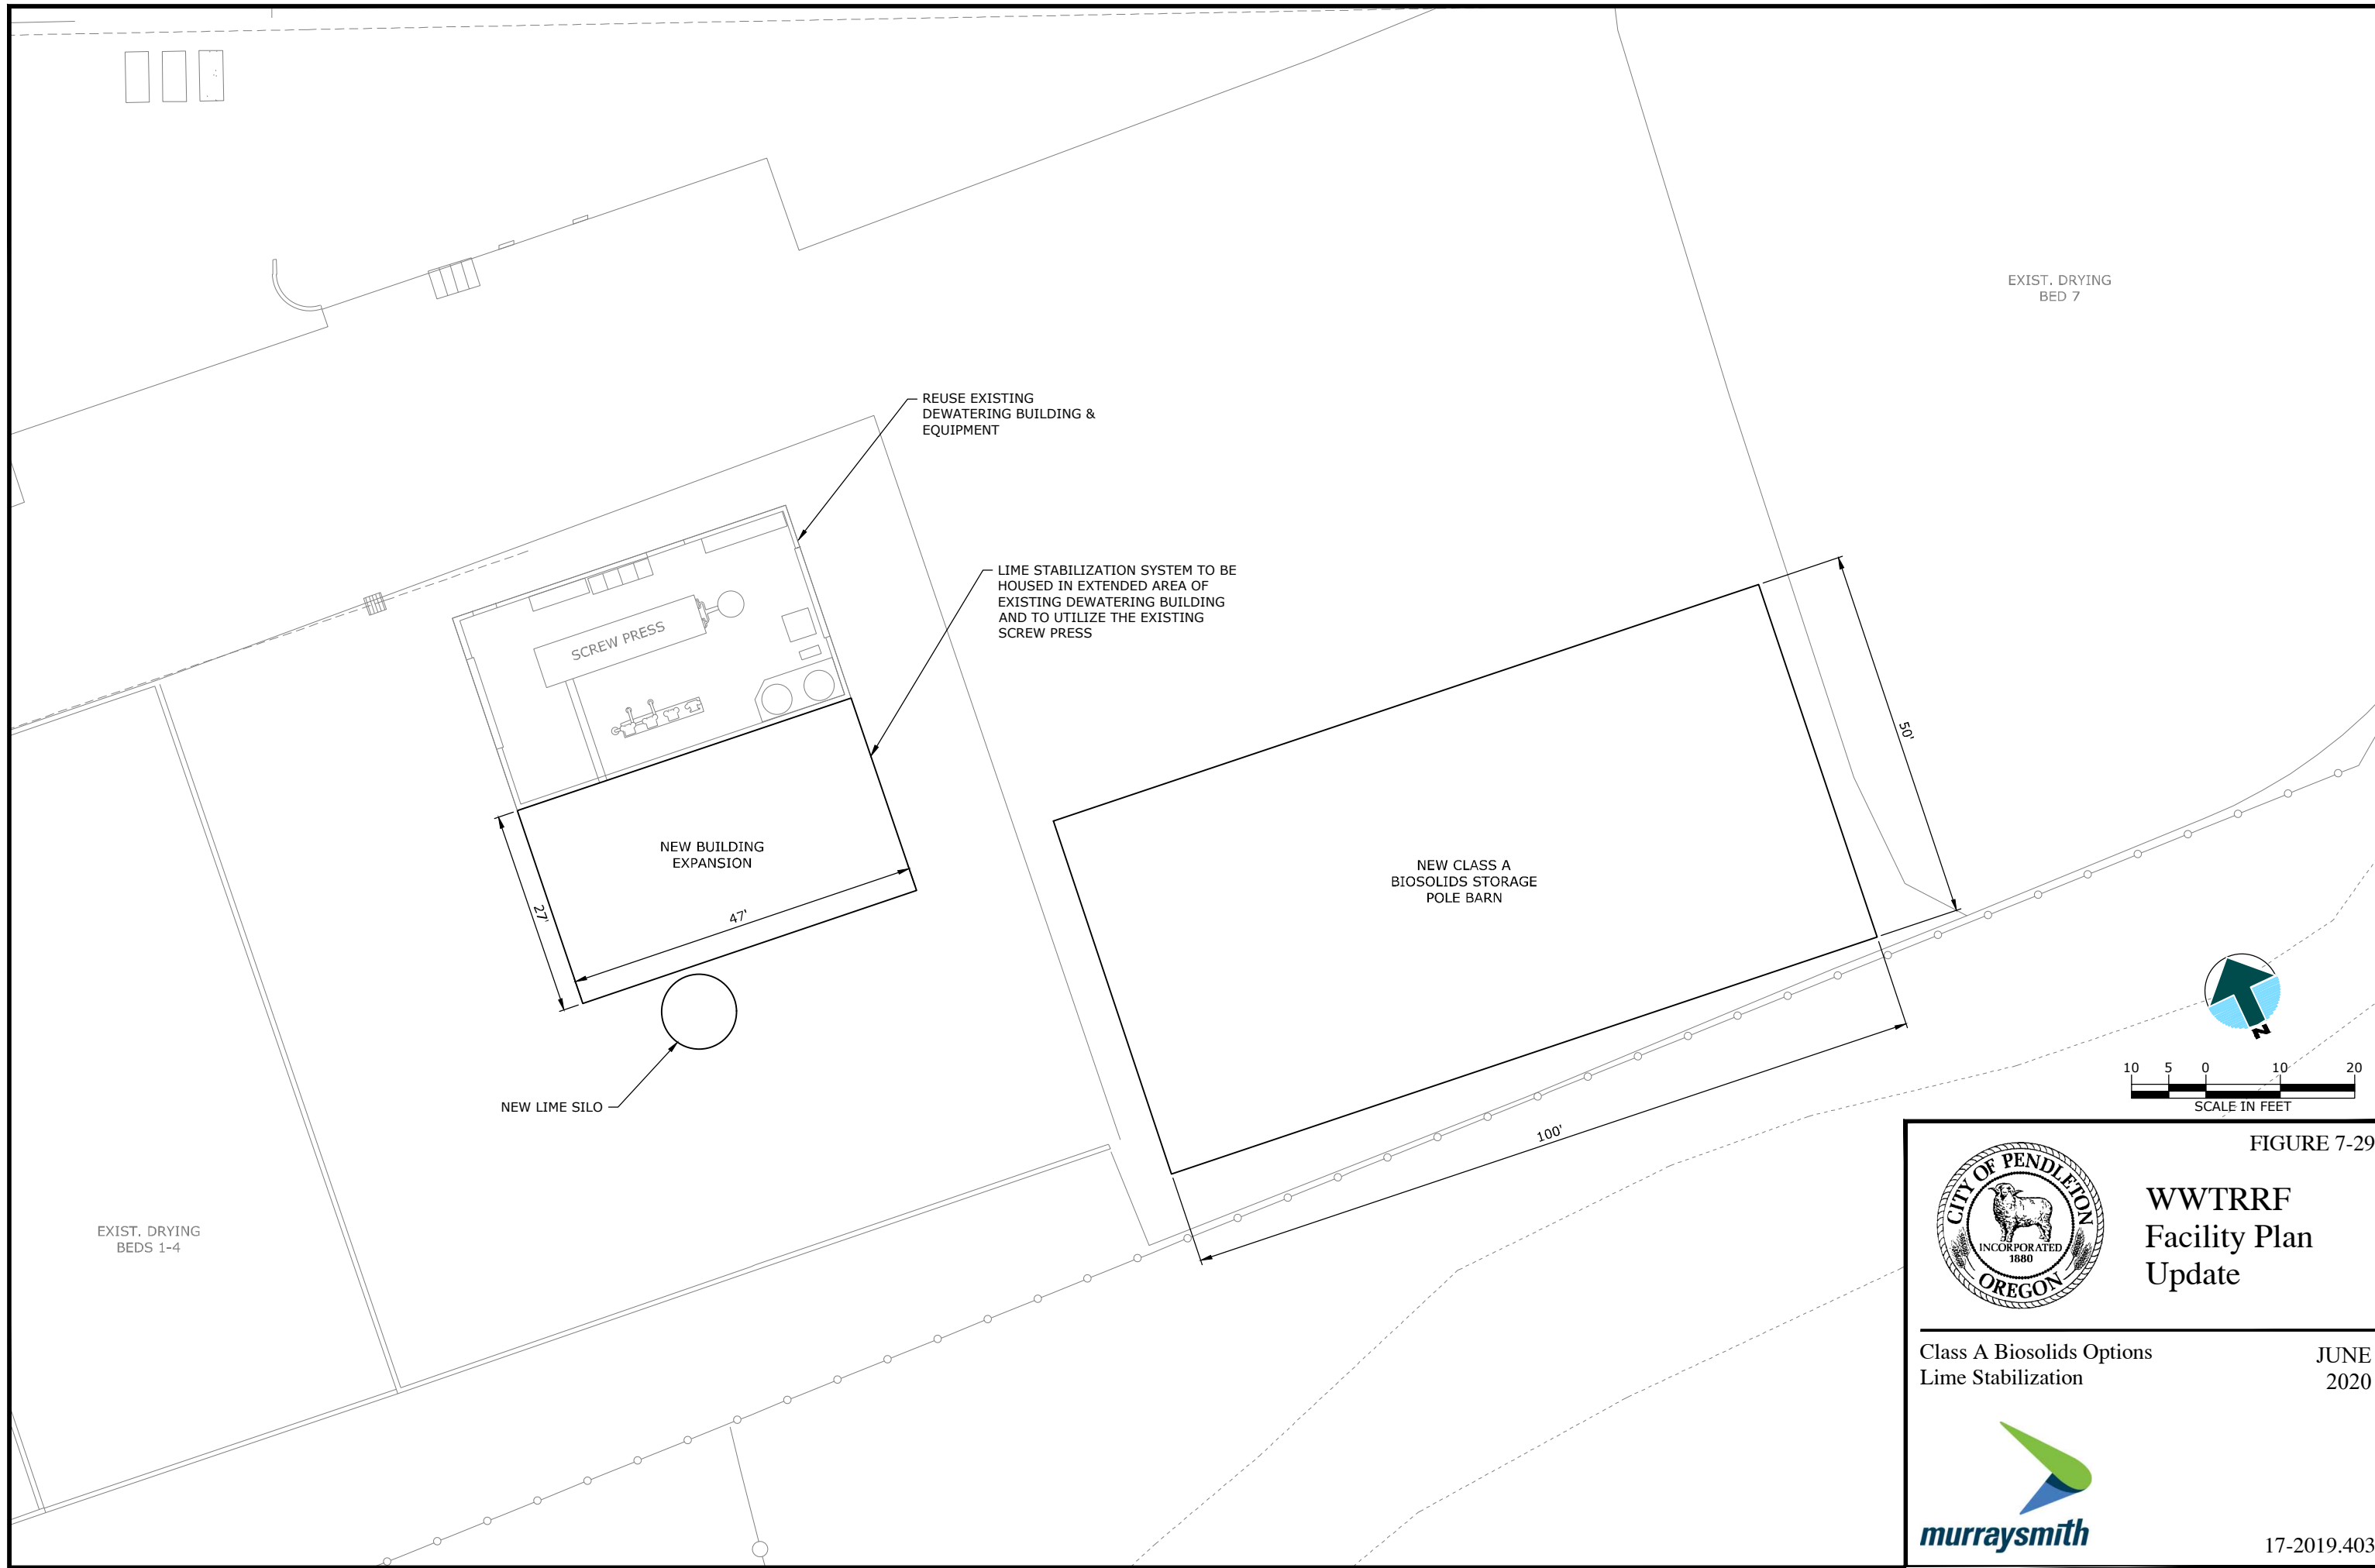 EXIST. DRYING
BED 7
REUSE EXISTING
DEWATERING BUILDING &
EQUIPMENT
LIME STABILIZATION SYSTEM TO BE
HOUSED IN EXTENDED AREA OF
EXISTING DEWATERING BUILDING
AND TO UTILIZE THE EXISTING
SCREW PRESS
SCREW PRESS
50'
NEW BUILDING
EXPANSION
27'
47'
NEW CLASS A
BIOSOLIDS STORAGE
POLE BARN
NEW LIME SILO
100'
N
10 5 0 10 20
SCALE IN FEET
EXIST. DRYING
BEDS 1-4
FIGURE 7-29
CITY OF PENDLETON
INCORPORATED
1880
OREGON
WWTRRF
Facility Plan
Update
Class A Biosolids Options
Lime Stabilization
JUNE
2020
murraysmith
17-2019.403